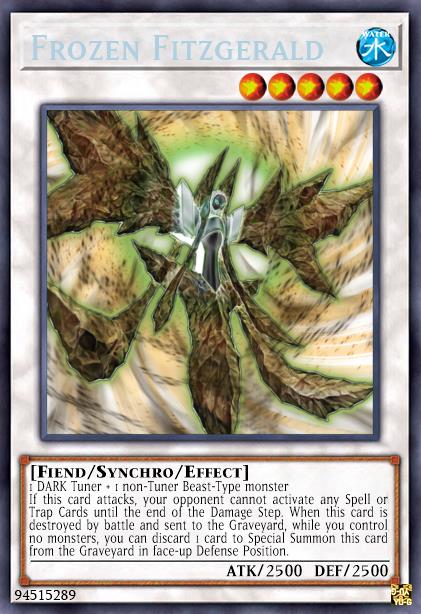 FROZEN FITZGERALD
WATER
水
[FIEND/SYNCHRO/EFFECT]
1 DARK Tuner + 1 non-Tuner Beast-Type monster
If this card attacks, your opponent cannot activate any Spell or
Trap Cards until the end of the Damage Step. When this card is
destroyed by battle and sent to the Graveyard, while you control
no monsters, you can discard 1 card to Special Summon this card
from the Graveyard in face-up Defense Position.
ATK/2500 DEF/2500
94515289